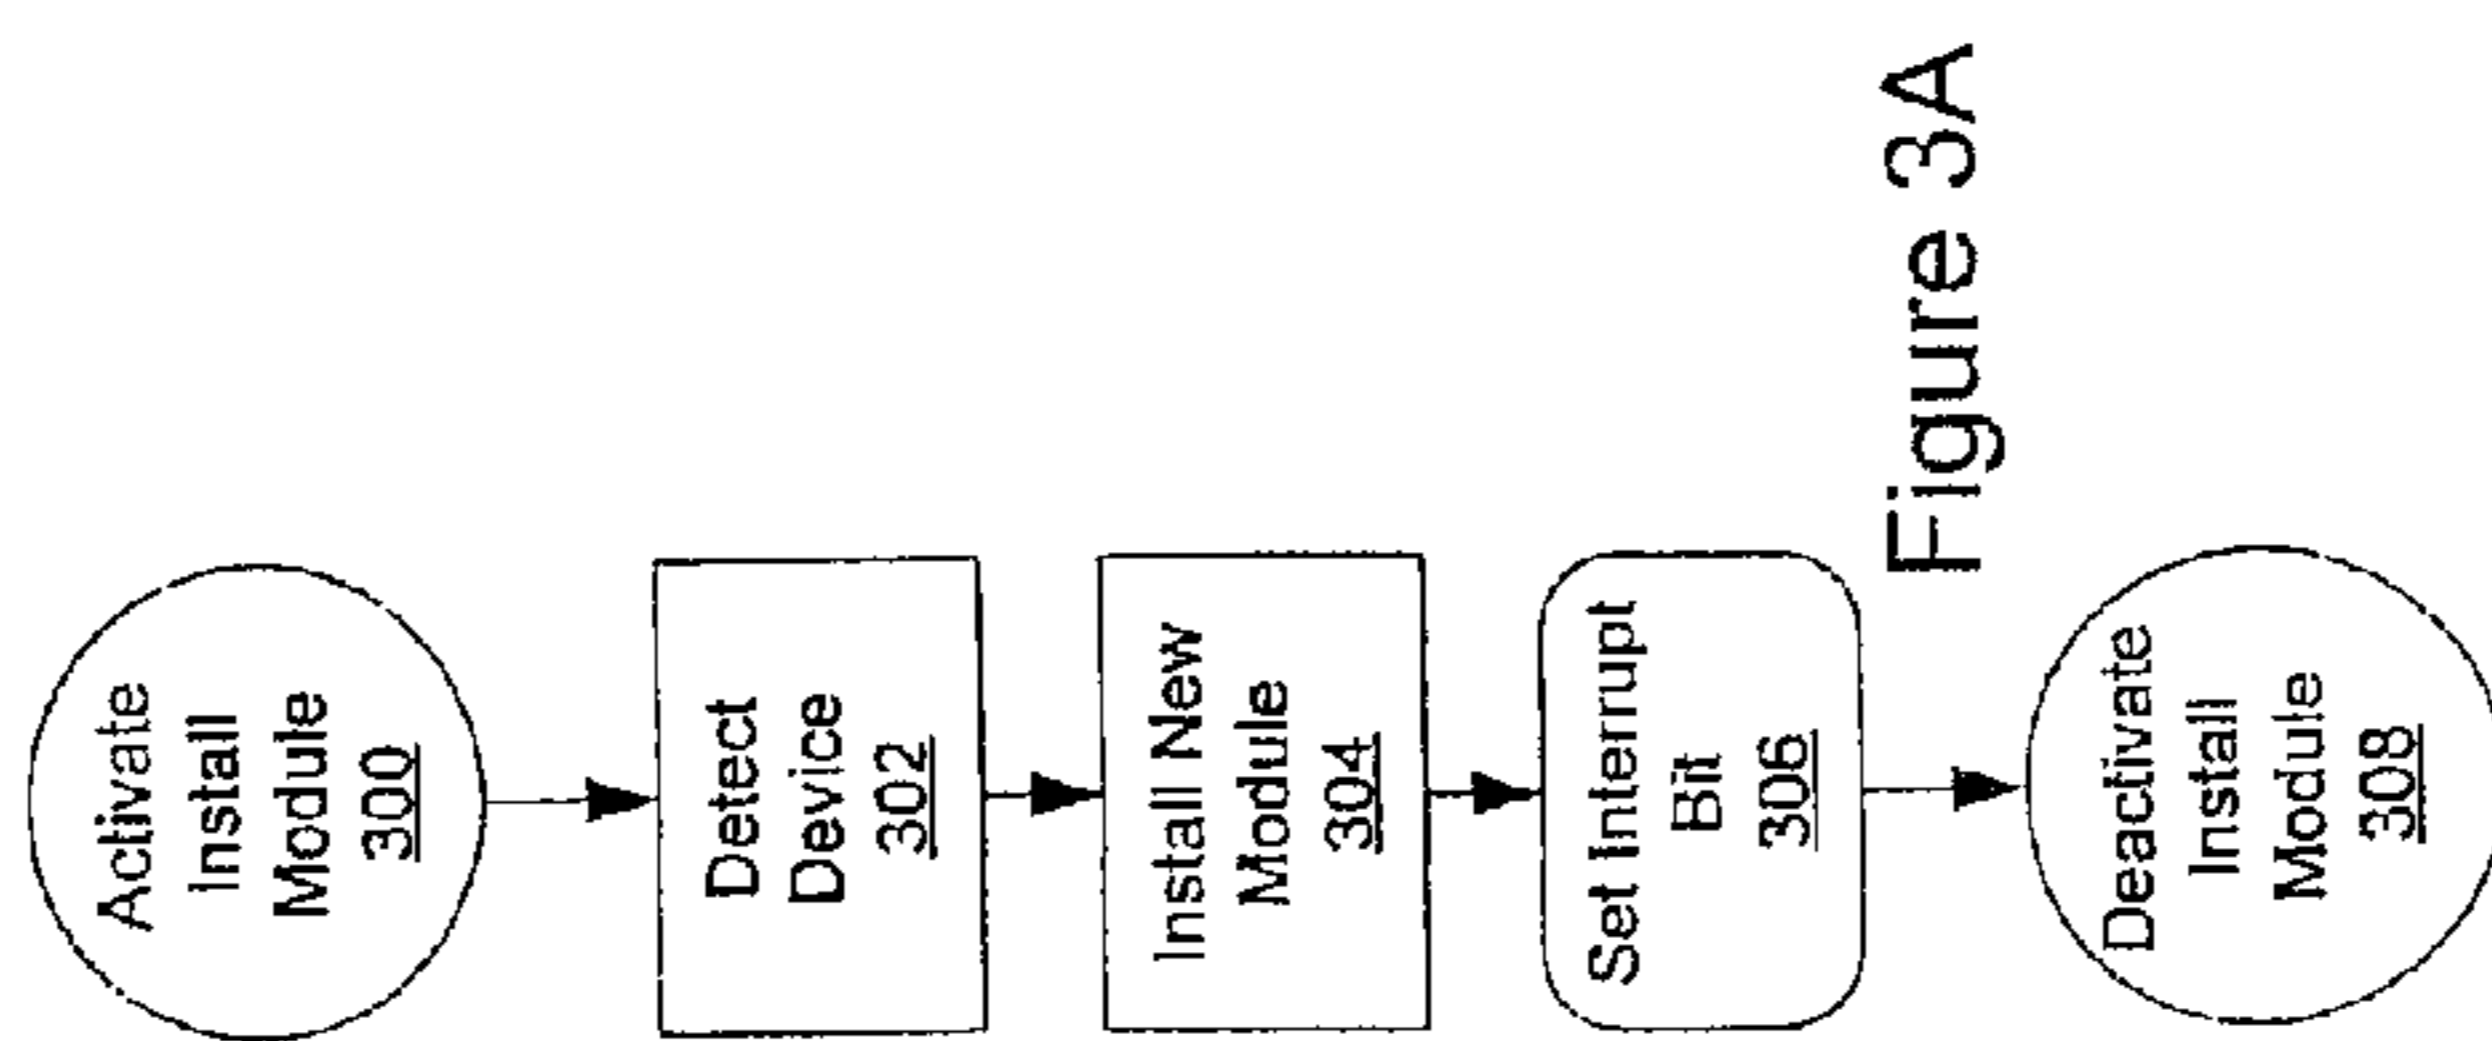 Activate
Install
Module
300
Detect
Device
302
Install New
Module
304
Set Interrupt
Bit
306
Deactivate
Install
Module
308
Figure 3A